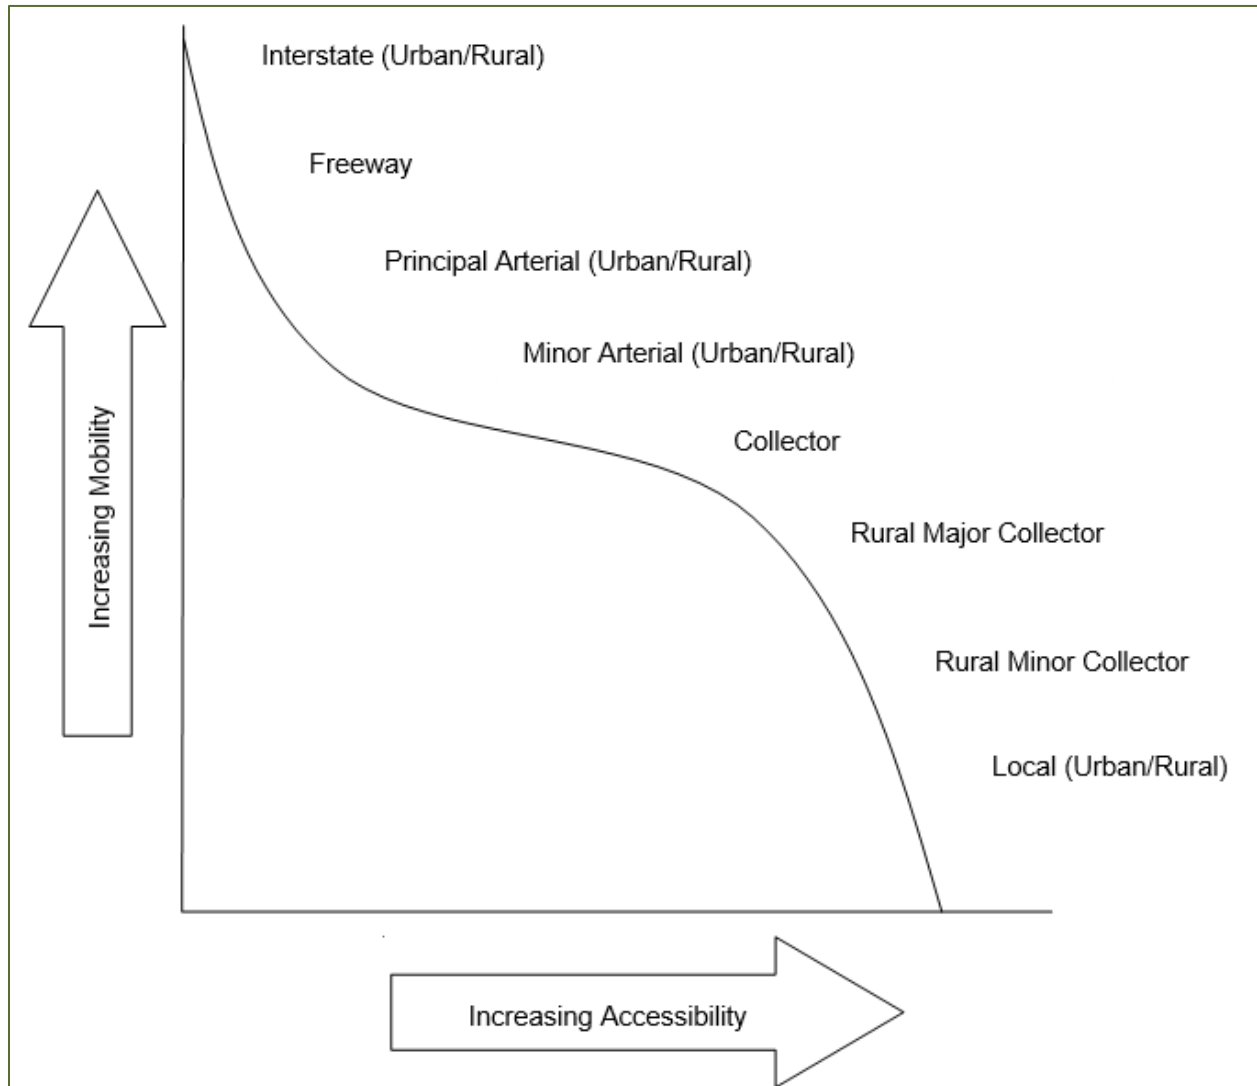 Interstate (Urban/Rural)
Freeway
Principal Arterial (Urban/Rural)
Minor Arterial (Urban/Rural)
Collector
Rural Major Collector
Rural Minor Collector
Local (Urban/Rural)
Increasing Mobility
Increasing Accessibility